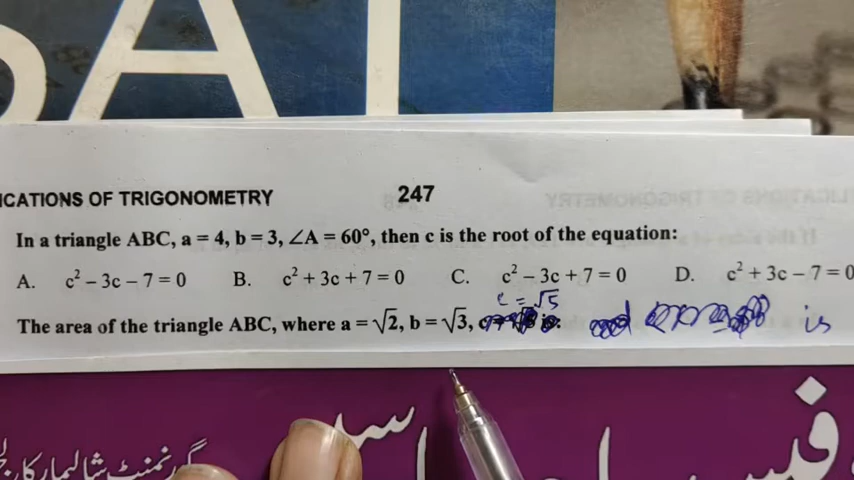 SAT
ICATIONS OF TRIGONOMETRY 247
In a triangle ABC, a = 4, b = 3, ∠A = 60°, then c is the root of the equation:
A. c² – 3c – 7 = 0 B. c² + 3c + 7 = 0 C. c² – 3c + 7 = 0 D. c² + 3c – 7 = 0
c = √5
The area of the triangle ABC, where a = √2, b = √3, is